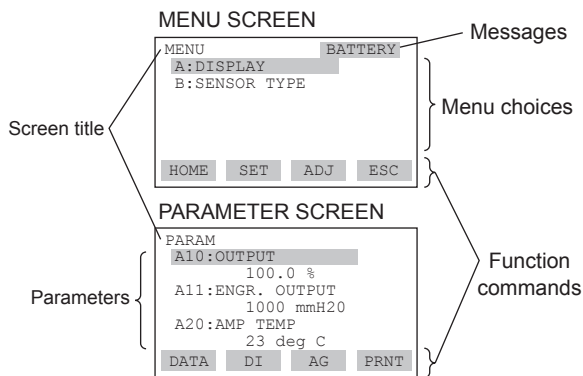 MENU SCREEN
MENU BATTERY
Messages
A:DISPLAY
B:SENSOR TYPE
Menu choices
Screen title
HOME SET ADJ ESC
PARAMETER SCREEN
PARAM
A10:OUTPUT
100.0 %
A11:ENGR. OUTPUT
1000 mmH20
A20:AMP TEMP
23 deg C
Parameters
Function
commands
DATA DI AG PRNT